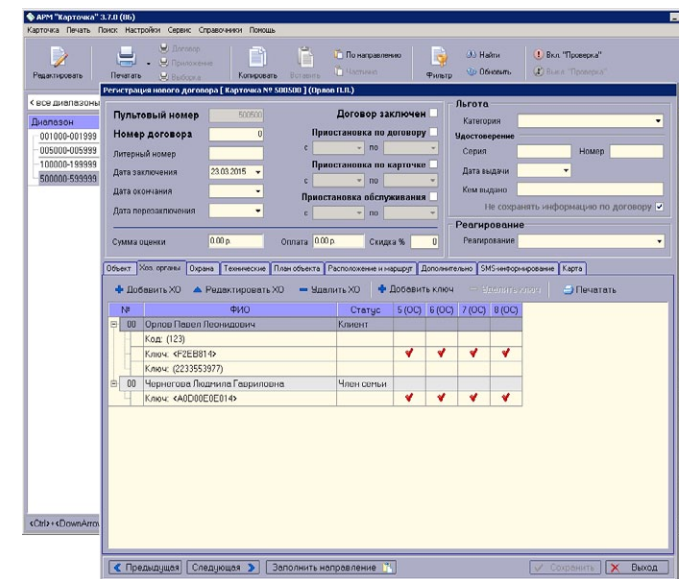 АРМ "Карточка" 3.7.0 (ПБ)
Карточка Печать Поиск Настройки Сервис Справочники Помощь
Редактировать Печатать Договор Приложение Выборка Копировать Вставить По направлению Частично Фильтр Найти Обновить Вкл. "Проверка" Выкл. "Проверка"
<все диапазоны
Диапазон
001000-001999
005000-005999
100000-199999
500000-599999
Регистрация нового договора [ Карточка № 500500 ] (Орлов П.Л.)
Пультовый номер 500500
Номер договора 0
Литерный номер
Дата заключения 23.03.2015
Дата окончания
Дата перезаключения
Договор заключен
Приостановка по договору
с по
Приостановка по карточке
с по
Приостановка обслуживания
с по
Сумма оценки 0.00 р. Оплата 0.00 р. Скидка % 0
Льгота
Категория
Удостоверение
Серия Номер
Дата выдачи
Кем выдано
Не сохранять информацию по договору
Реагирование
Реагирование
Объект Хоз. органы Охрана Технические План объекта Расположение и маршрут Дополнительно SMS-информирование Карта
Добавить ХО Редактировать ХО Удалить ХО Добавить ключ Удалить ключ Печатать
№ ФИО Статус 5 (ОС) 6 (ОС) 7 (ОС) 8 (ОС)
00 Орлов Павел Леонидович Клиент
Код: (123)
Ключ: <F2EB814>
Ключ: (2233553977)
00 Чернегова Людмила Гавриловна Член семьи
Ключ: <A0D00E0E014>
<Ctrl>+<DownArrow
Предыдущая Следующая Заполнить направление Сохранить Выход